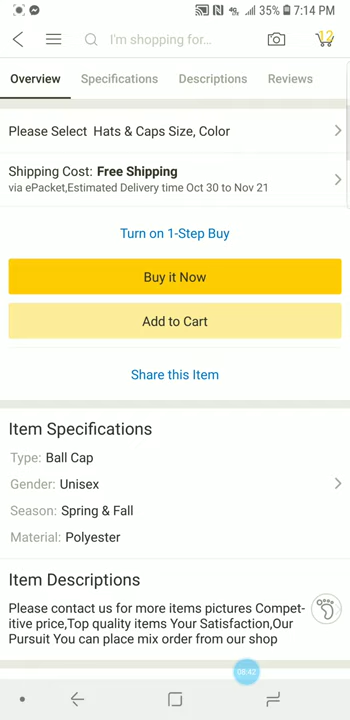 4G 35% 7:14 PM
I'm shopping for...
12
Overview Specifications Descriptions Reviews
Please Select Hats & Caps Size, Color
Shipping Cost: Free Shipping
via ePacket,Estimated Delivery time Oct 30 to Nov 21
Turn on 1-Step Buy
Buy it Now
Add to Cart
Share this Item
Item Specifications
Type: Ball Cap
Gender: Unisex
Season: Spring & Fall
Material: Polyester
Item Descriptions
Please contact us for more items pictures Compet-
itive price,Top quality items Your Satisfaction,Our
Pursuit You can place mix order from our shop
08:42